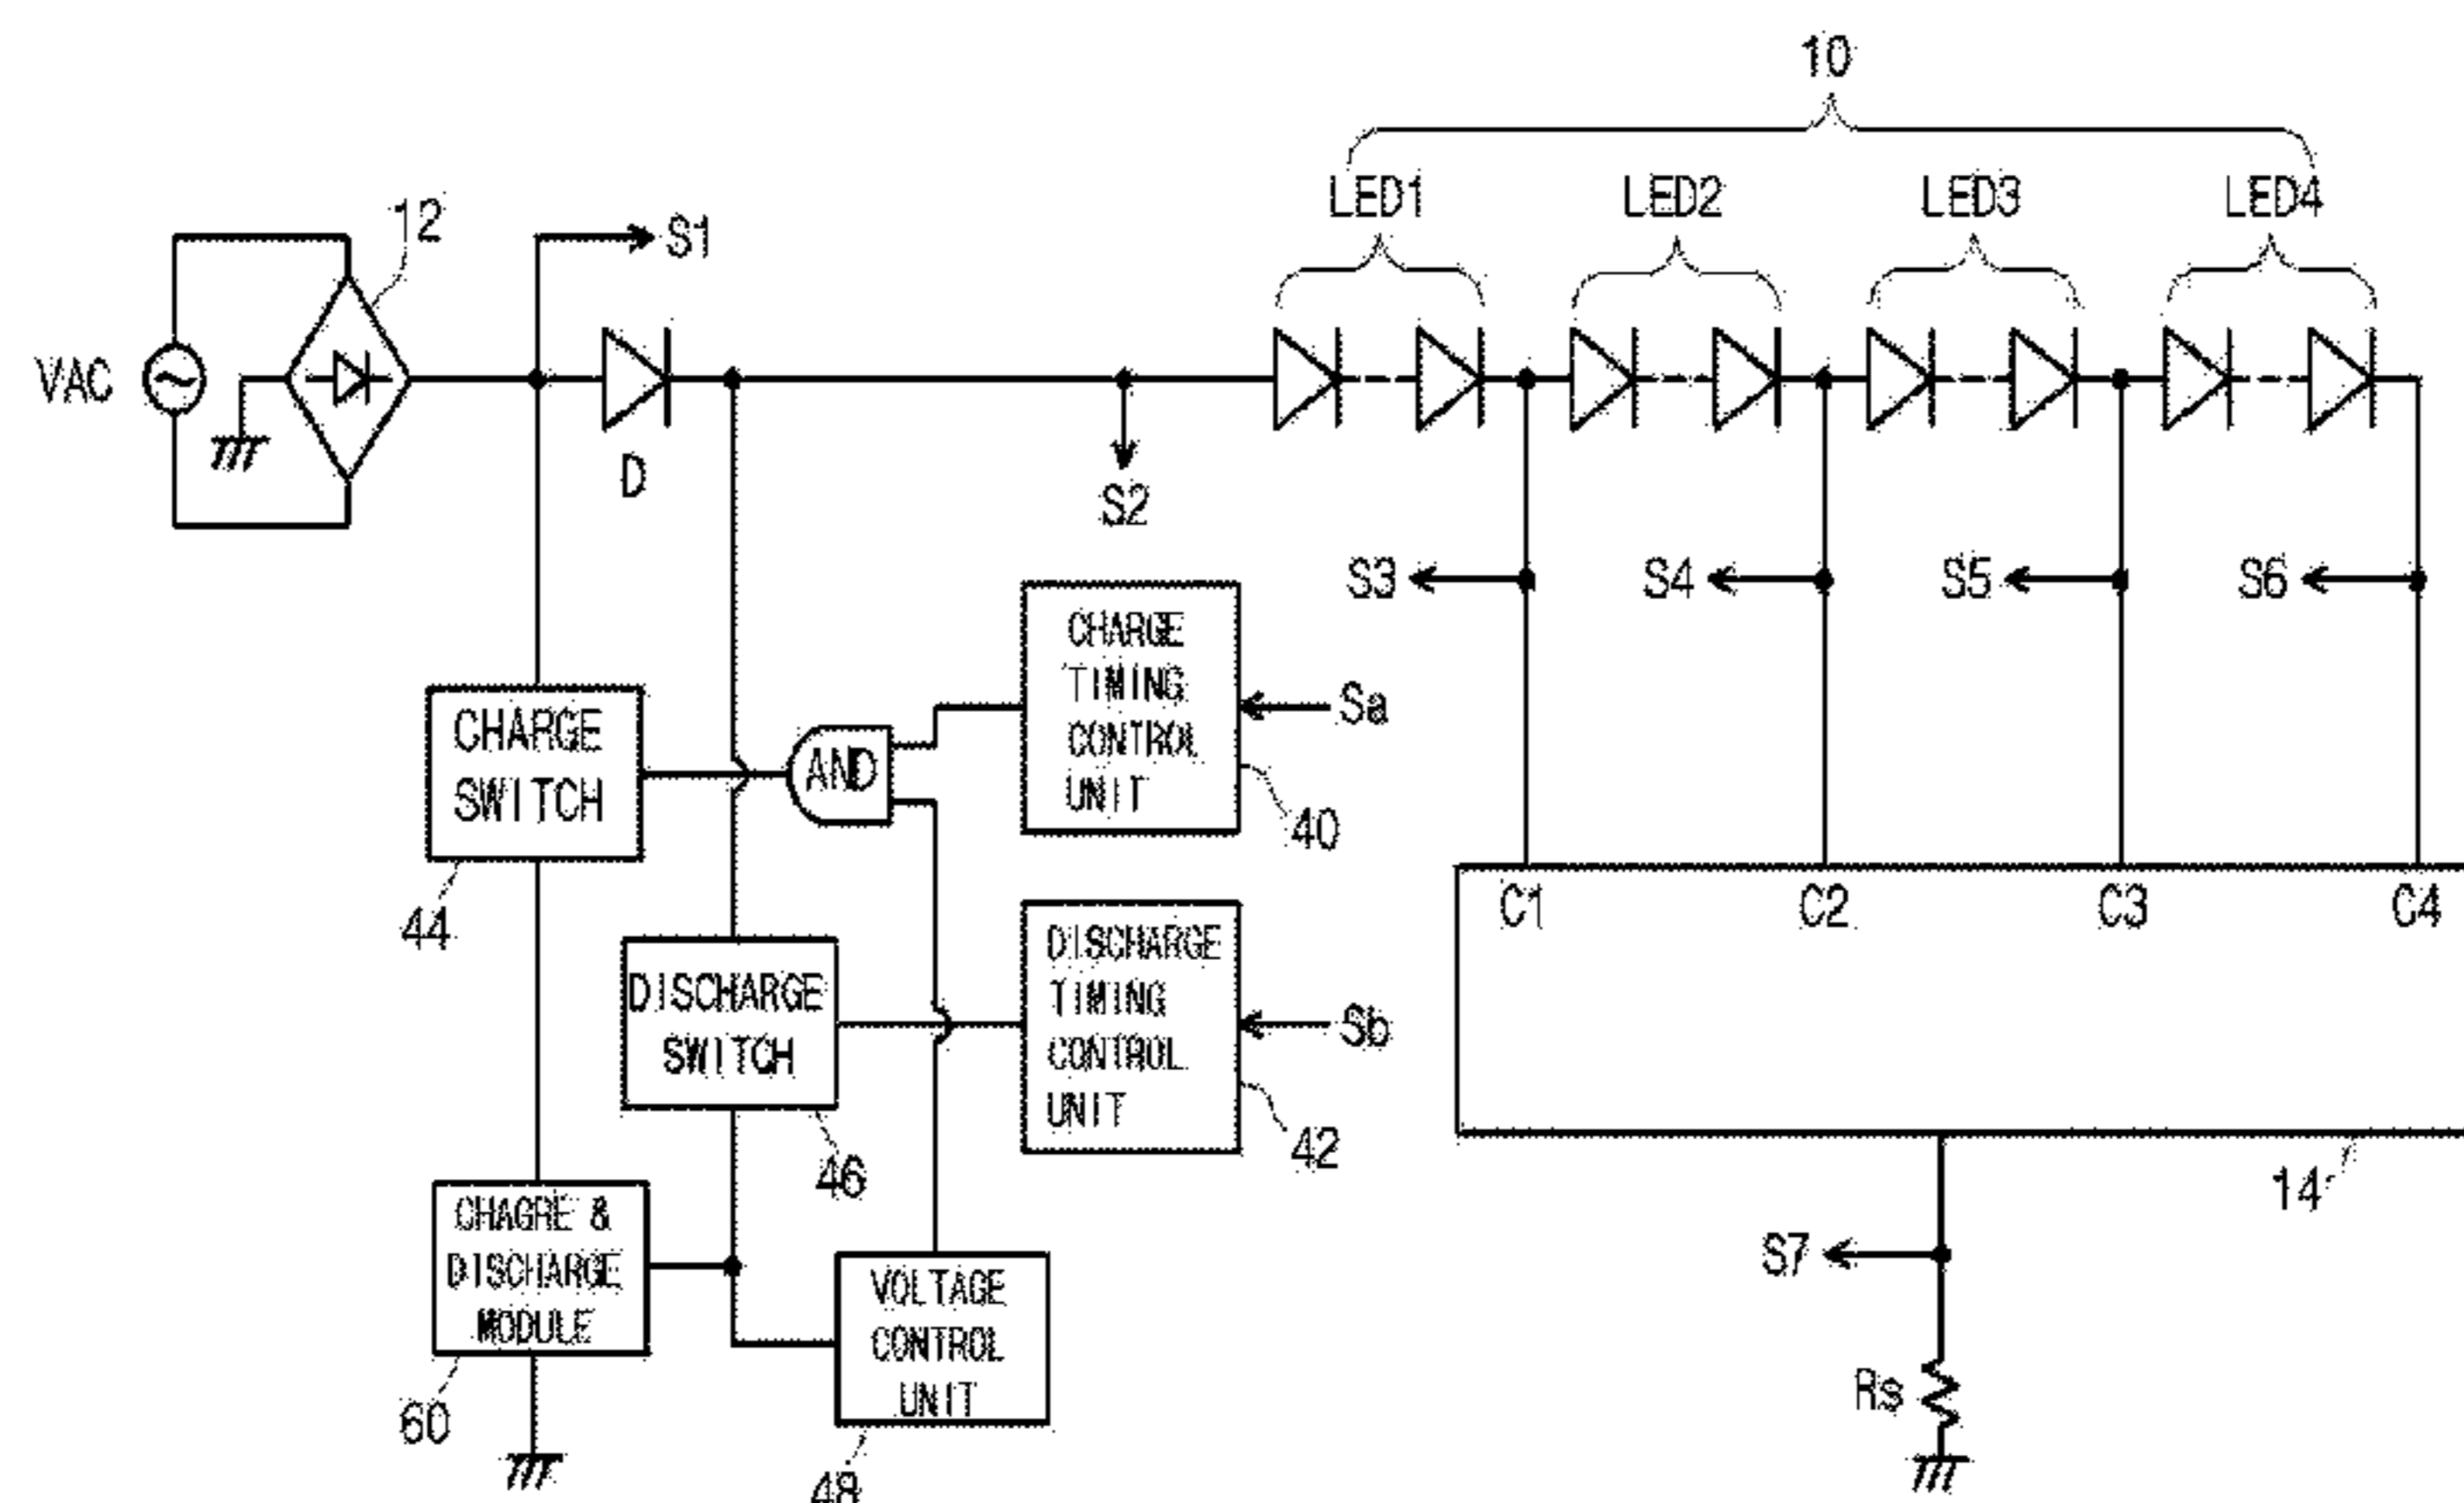 10
LED1 LED2 LED3 LED4
12
S1
VAC
D
S2
S3 S4 S5 S6
CHARGE
TIMING
CONTROL
UNIT
Sa
40
CHARGE
SWITCH
44
AND
C1 C2 C3 C4
DISCHARGE
TIMING
CONTROL
UNIT
Sb
42
DISCHARGE
SWITCH
46
14
CHAGRE &
DISCHARGE
MODULE
60
VOLTAGE
CONTROL
UNIT
48
S7
Rs